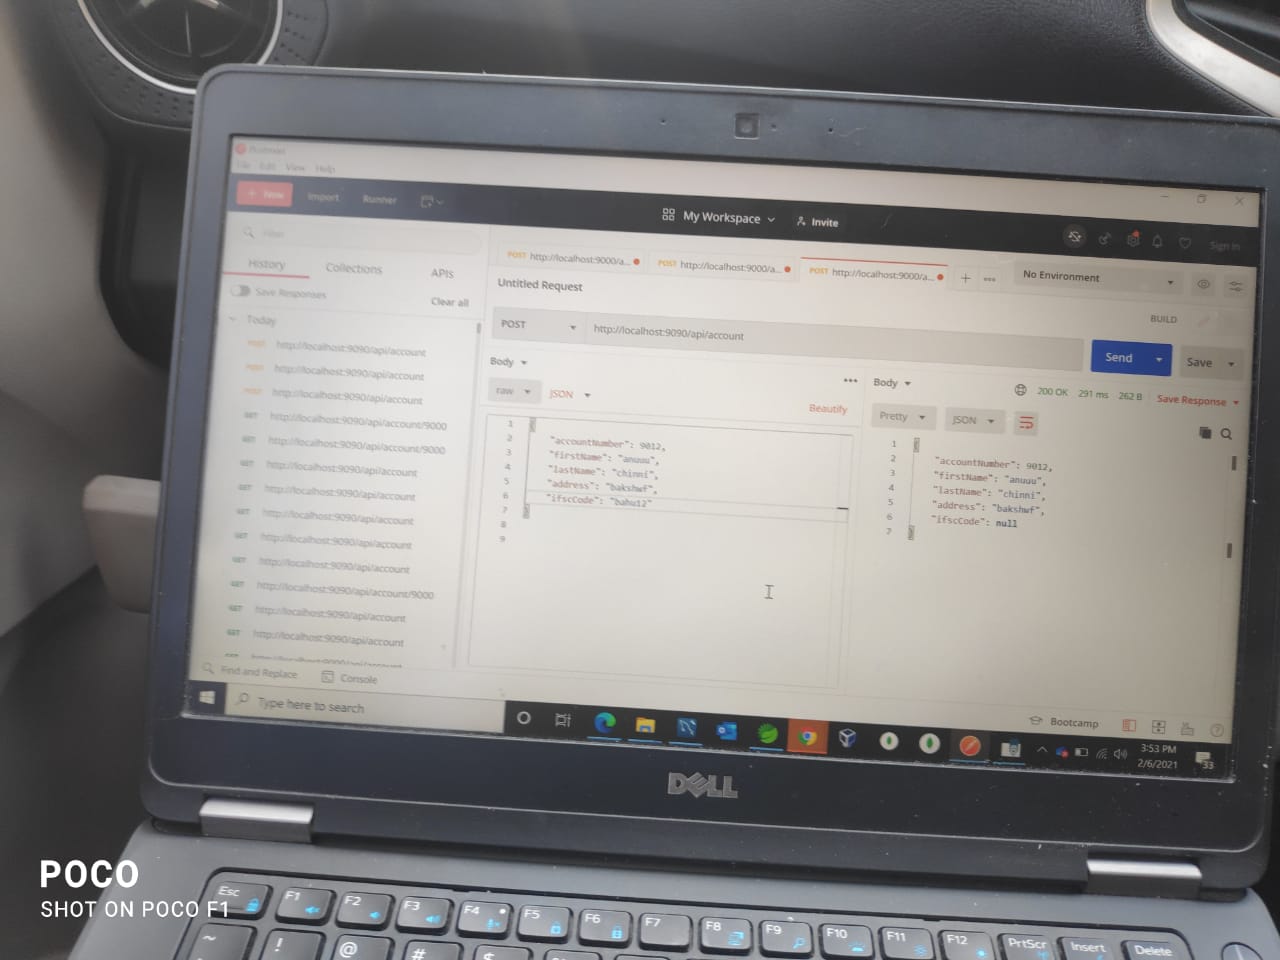 Postman
File Edit View Help
+ New Import Runner
My Workspace Invite
Sign In
Filter
History Collections APIs
Save Responses Clear all
Today
POST http://localhost:9090/api/account
POST http://localhost:9090/api/account
POST http://localhost:9090/api/account
GET http://localhost:9090/api/account/9000
GET http://localhost:9090/api/account/9000
GET http://localhost:9090/api/account
GET http://localhost:9090/api/account
GET http://localhost:9090/api/account
GET http://localhost:9090/api/account
GET http://localhost:9090/api/account
GET http://localhost:9090/api/account/9000
GET http://localhost:9090/api/account
GET http://localhost:9090/api/account
GET http://localhost:9090/api/account
POST http://localhost:9000/a...
POST http://localhost:9000/a...
POST http://localhost:9000/a...
+ ...
No Environment
Untitled Request
BUILD
POST http://localhost:9090/api/account
Send Save
Body
raw JSON
Beautify
1 {
2 "accountNumber": 9012,
3 "firstName": "anuuu",
4 "lastName": "chinni",
5 "address": "bakshwf",
6 "ifscCode": "bahu12"
7 }
8
9
Body
200 OK 291 ms 262 B Save Response
Pretty JSON
1 {
2 "accountNumber": 9012,
3 "firstName": "anuuu",
4 "lastName": "chinni",
5 "address": "bakshwf",
6 "ifscCode": null
7 }
Find and Replace Console
Bootcamp
Type here to search
3:53 PM
2/6/2021
33
DELL
POCO
SHOT ON POCO F1
Esc F1 F2 F3 F4 F5 F6 F7 F8 F9 F10 F11 F12 PrtScr Insert Delete
~ ! @ # $